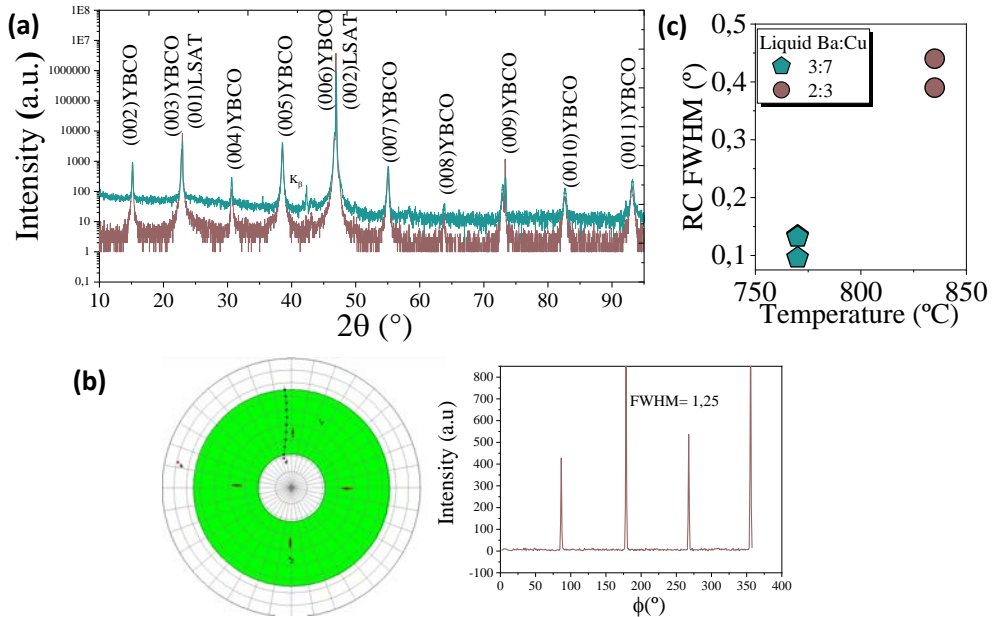 (a)
Intensity (a.u.)
1E8
1E7
1000000
100000
10000
1000
100
10
1
0,1
(002)YBCO
(003)YBCO
(001)LSAT
(004)YBCO
(005)YBCO
Kβ
(006)YBCO
(002)LSAT
(007)YBCO
(008)YBCO
(009)YBCO
(0010)YBCO
(0011)YBCO
10 20 30 40 50 60 70 80 90
2θ (°)
(c)
RC FWHM (º)
0,5
0,4
0,3
0,2
0,1
Liquid Ba:Cu
3:7
2:3
750 800 850
Temperature (ºC)
(b)
Intensity (a.u)
800
700
600
500
400
300
200
100
0
-100
FWHM= 1,25
0 50 100 150 200 250 300 350 400
ϕ(º)